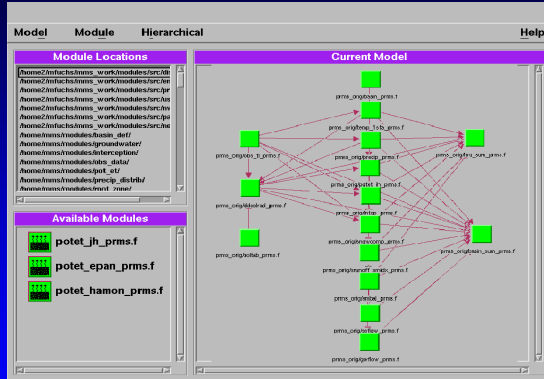 Model Module Hierarchical Help
Module Locations
/home2/mfuchs/mms_work/modules/src/
/home2/mfuchs/mms_work/modules/src/
/home2/mfuchs/mms_work/modules/src/
/home2/mfuchs/mms_work/modules/src/
/home2/mfuchs/mms_work/modules/src/
/home2/mfuchs/mms_work/modules/src/
/home2/mfuchs/mms_work/modules/src/
/home/mms/modules/basin_def/
/home/mms/modules/groundwater/
/home/mms/modules/interception/
/home/mms/modules/obs_data/
/home/mms/modules/pot_et/
/home/mms/modules/precip_distrib/
Available Modules
potet_jh_prms.f
potet_epan_prms.f
potet_hamon_prms.f
Current Model
prms_orig/basin_prms.f
prms_orig/temp_1sta_prms.f
prms_orig/obs_ti_prms.f
prms_orig/precip_prms.f
prms_orig/hru_sum_prms.f
prms_orig/potet_jh_prms.f
prms_orig/ddsolrad_prms.f
prms_orig/intcp_prms.f
prms_orig/snowcomp_prms.f
prms_orig/soltab_prms.f
prms_orig/basin_sum_prms.f
prms_orig/srunoff_smidx_prms.f
prms_orig/smbal_prms.f
prms_orig/ssflow_prms.f
prms_orig/gwflow_prms.f